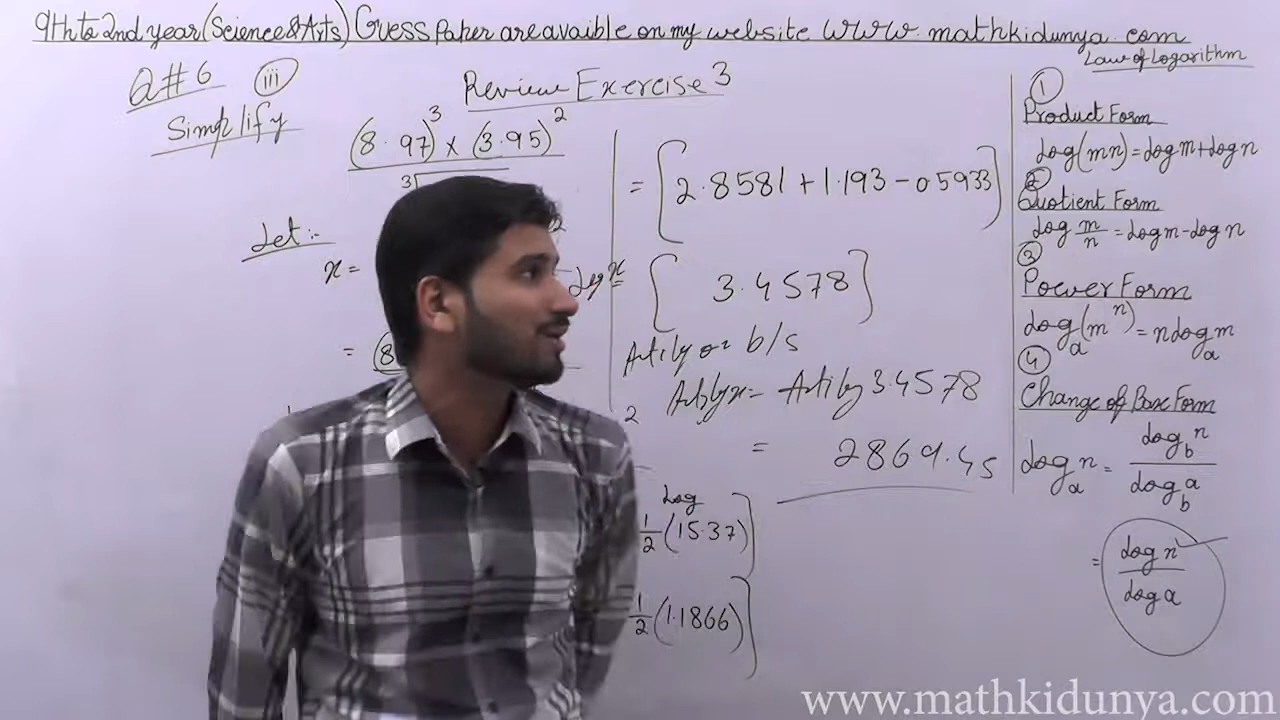 9th to 2nd year (Science & Arts) Guess Paper are avaible on my website WWW. mathkidunya. com
Q#6 iii
Simplify
Review Exercise 3
(8.97)^3 × (3.95)^2
3√
Let:-
x =
= (8
2
= [2.8581 + 1.193 - 0.5933]
Log x = [3.4578]
b/s
3.4578
= 2869.45
Log
1/2 (15.37)]
1/2 (1.1866)]
Law of Logarithm
1
Product Form
Log(mn) = Log m + Log n
2
Quotient Form
Log m/n = Log m - Log n
3
Power Form
Log_a(m^n) = n Log_a m
4
Change of Base Form
Log_a n = Log_b n / Log_b a
= Log n / Log a
www.mathkidunya.com